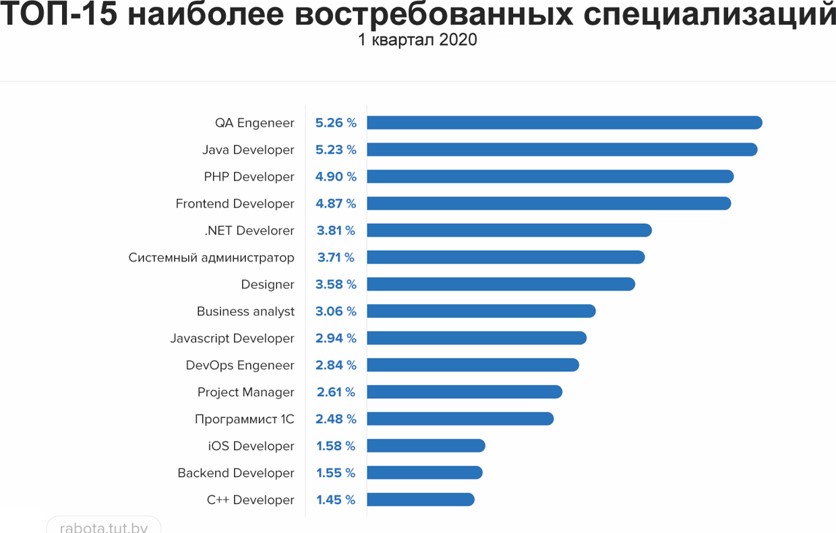 ТОП-15 наиболее востребованных специализаций
1 квартал 2020
QA Engeneer 5.26 %
Java Developer 5.23 %
PHP Developer 4.90 %
Frontend Developer 4.87 %
.NET Develorer 3.81 %
Системный администратор 3.71 %
Designer 3.58 %
Business analyst 3.06 %
Javascript Developer 2.94 %
DevOps Engeneer 2.84 %
Project Manager 2.61 %
Программист 1С 2.48 %
iOS Developer 1.58 %
Backend Developer 1.55 %
C++ Developer 1.45 %
rabota.tut.by